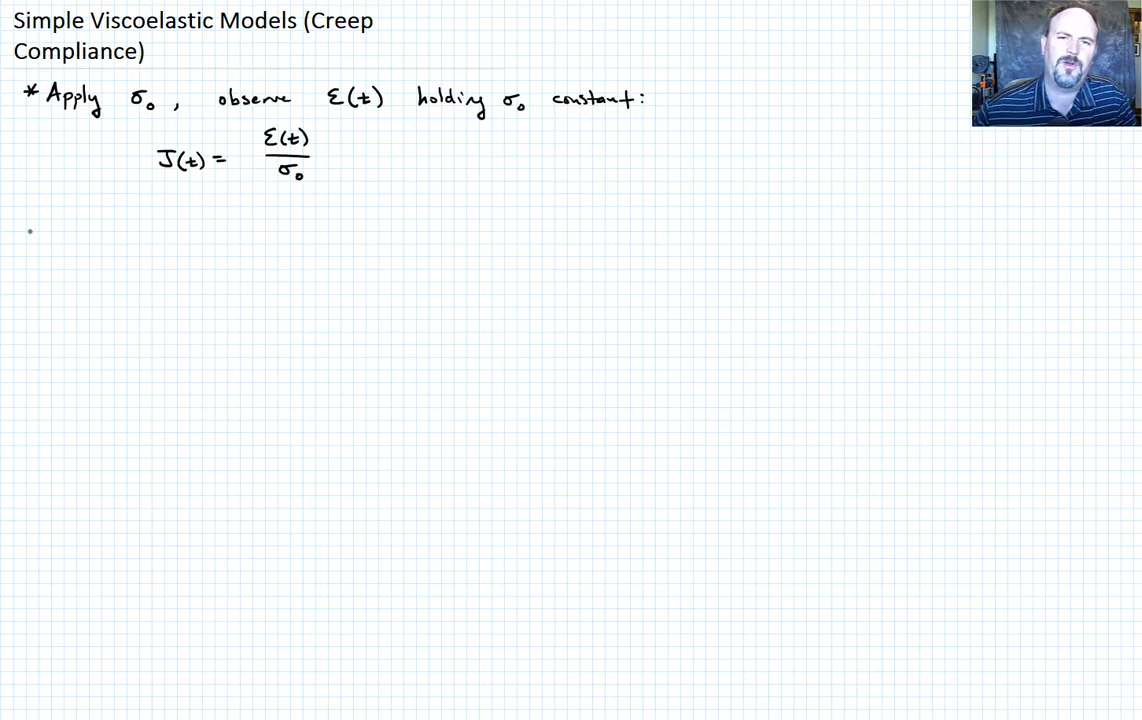 Simple Viscoelastic Models (Creep
Compliance)
* Apply σ₀, observe ε(t) holding σ₀ constant:
J(t) = ε(t) / σ₀